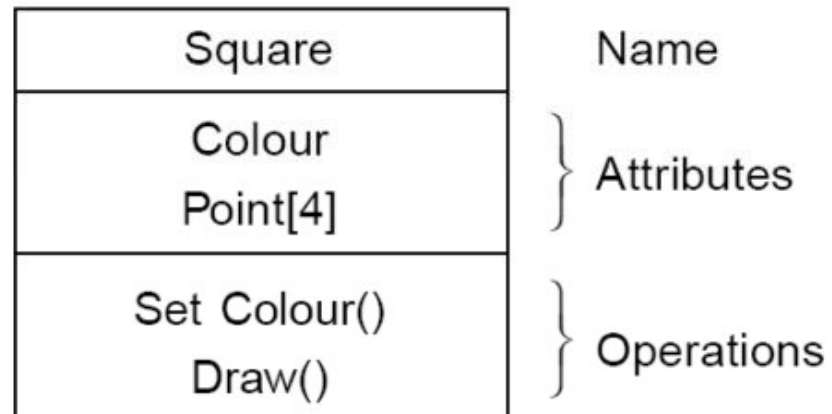 Square Name
Colour
Point[4]
Attributes
Set Colour()
Draw()
Operations